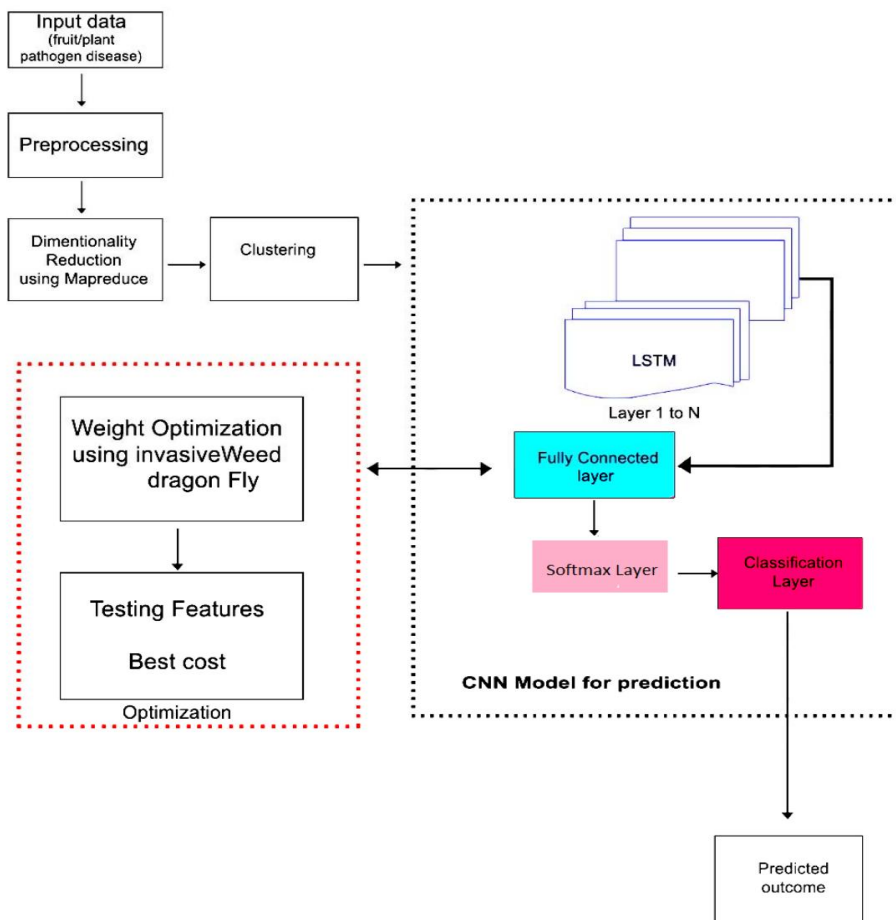 Input data
(fruit/plant
pathogen disease)
Preprocessing
Dimentionality
Reduction
using Mapreduce
Clustering
LSTM
Layer 1 to N
Fully Connected
layer
Softmax Layer
Classification
Layer
CNN Model for prediction
Weight Optimization
using invasiveWeed
dragon Fly
Testing Features
Best cost
Optimization
Predicted
outcome